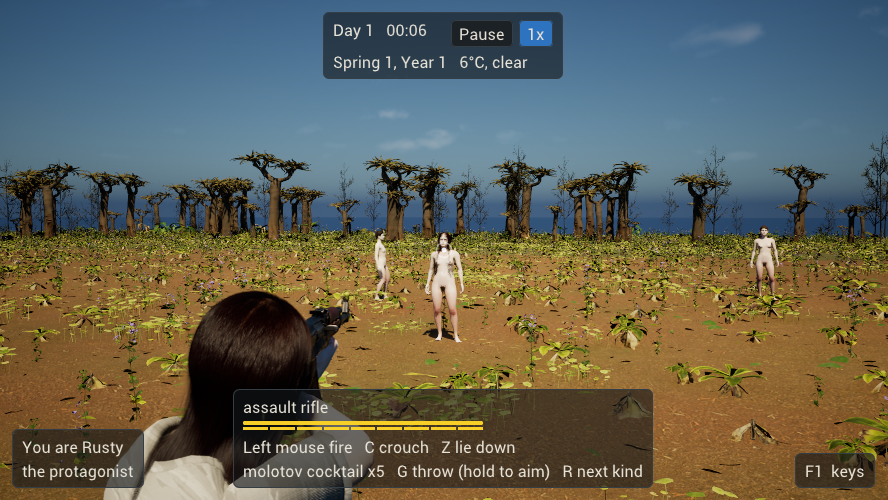 Day 1 00:06 Pause 1x
Spring 1, Year 1 6°C, clear
assault rifle
Left mouse fire C crouch Z lie down
molotov cocktail x5 G throw (hold to aim) R next kind
You are Rusty
the protagonist
F1 keys